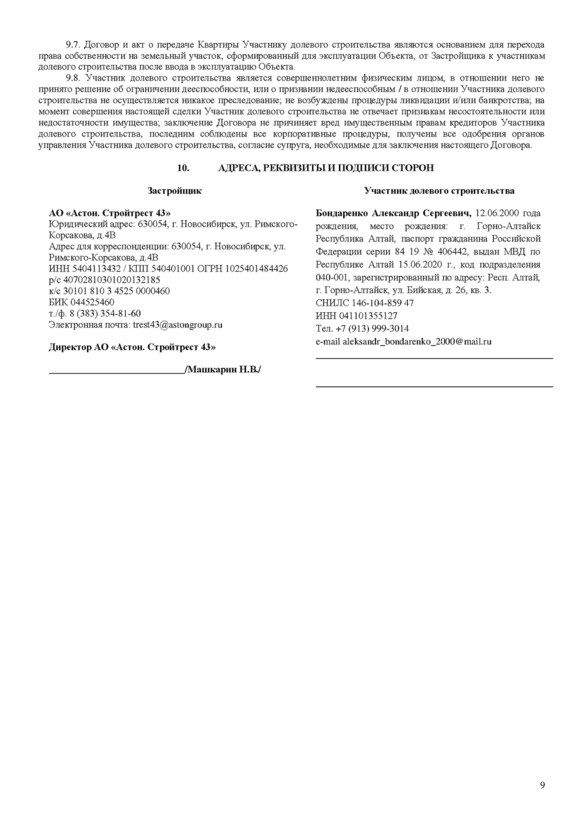 9.7. Договор и акт о передаче Квартиры Участнику долевого строительства являются основанием для перехода
права собственности на земельный участок, сформированный для эксплуатации Объекта, от Застройщика к участникам
долевого строительства после ввода в эксплуатацию Объекта.
9.8. Участник долевого строительства является совершеннолетним физическим лицом, в отношении него не
принято решение об ограничении дееспособности, или о признании недееспособным / в отношении Участника долевого
строительства не осуществляется никакое преследование; не возбуждены процедуры ликвидации и/или банкротства; на
момент совершения настоящей сделки Участник долевого строительства не отвечает признакам несостоятельности или
недостаточности имущества; заключение Договора не причиняет вред имущественным правам кредиторов Участника
долевого строительства, последним соблюдены все корпоративные процедуры, получены все одобрения органов
управления Участника долевого строительства, согласие супруга, необходимые для заключения настоящего Договора.
10. АДРЕСА, РЕКВИЗИТЫ И ПОДПИСИ СТОРОН
Застройщик
АО «Астон. Стройтрест 43»
Юридический адрес: 630054, г. Новосибирск, ул. Римского-
Корсакова, д.4В
Адрес для корреспонденции: 630054, г. Новосибирск, ул.
Римского-Корсакова, д.4В
ИНН 5404113432 / КПП 540401001 ОГРН 1025401484426
р/с 40702810301020132185
к/с 30101 810 3 4525 0000460
БИК 044525460
т./ф. 8 (383) 354-81-60
Электронная почта: trest43@astongroup.ru
Директор АО «Астон. Стройтрест 43»
/Машкарин Н.В./
Участник долевого строительства
Бондаренко Александр Сергеевич, 12.06.2000 года
рождения, место рождения: г. Горно-Алтайск
Республика Алтай, паспорт гражданина Российской
Федерации серии 84 19 № 406442, выдан МВД по
Республике Алтай 15.06.2020 г., код подразделения
040-001, зарегистрированный по адресу: Респ. Алтай,
г. Горно-Алтайск, ул. Бийская, д. 26, кв. 3.
СНИЛС 146-104-859 47
ИНН 041101355127
Тел. +7 (913) 999-3014
e-mail aleksandr_bondarenko_2000@mail.ru
9